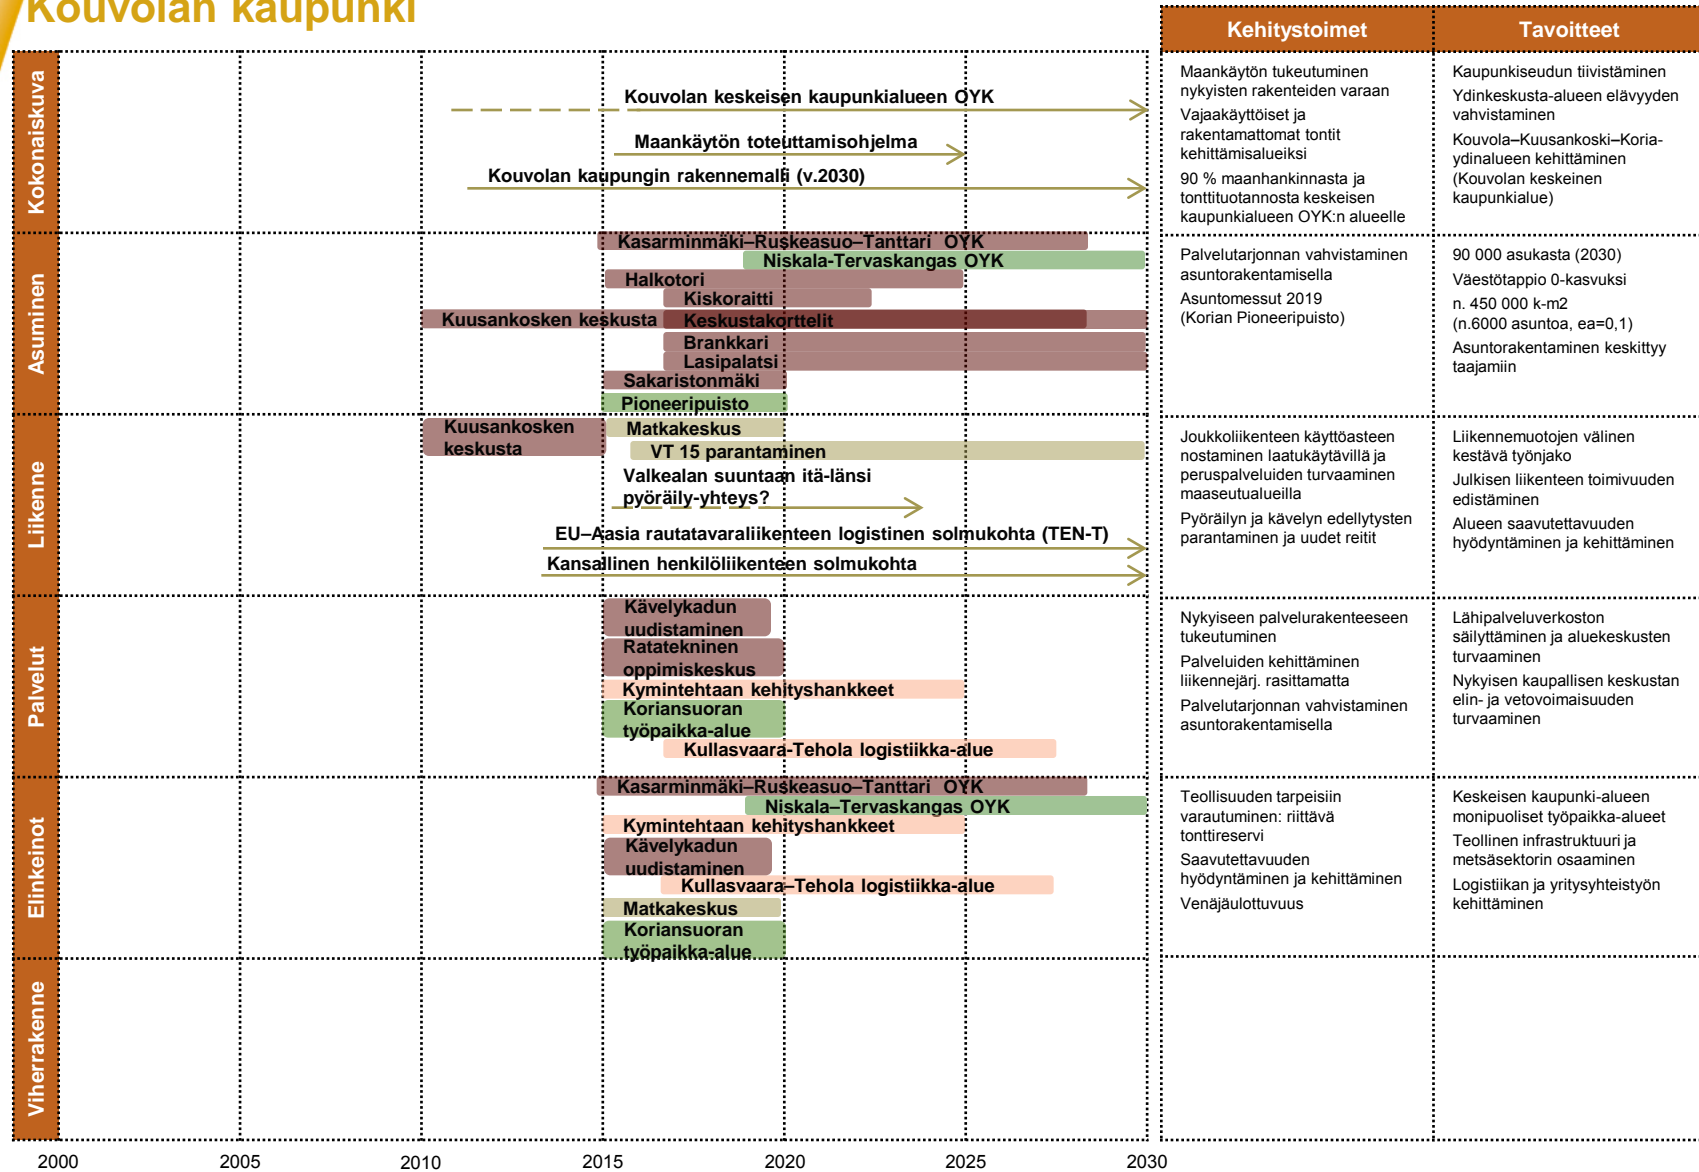 Kouvolan kaupunki
Kehitystoimet
Tavoitteet
Kokonaiskuva
Kouvolan keskeisen kaupunkialueen OYK
Maankäytön toteuttamisohjelma
Kouvolan kaupungin rakennemalli (v.2030)
Maankäytön tukeutuminen
nykyisten rakenteiden varaan
Vajaakäyttöiset ja
rakentamattomat tontit
kehittämisalueiksi
90 % maanhankinnasta ja
tonttituotannosta keskeisen
kaupunkialueen OYK:n alueelle
Kaupunkiseudun tiivistäminen
Ydinkeskusta-alueen elävyyden
vahvistaminen
Kouvola–Kuusankoski–Koria-
ydinalueen kehittäminen
(Kouvolan keskeinen
kaupunkialue)
Asuminen
Kasarminmäki–Ruskeasuo–Tanttari OYK
Niskala-Tervaskangas OYK
Halkotori
Kiskoraitti
Kuusankosken keskusta
Keskustakorttelit
Brankkari
Lasipalatsi
Sakaristonmäki
Pioneeripuisto
Palvelutarjonnan vahvistaminen
asuntorakentamisella
Asuntomessut 2019
(Korian Pioneeripuisto)
90 000 asukasta (2030)
Väestötappio 0-kasvuksi
n. 450 000 k-m2
(n.6000 asuntoa, ea=0,1)
Asuntorakentaminen keskittyy
taajamiin
Liikenne
Kuusankosken
keskusta
Matkakeskus
VT 15 parantaminen
Valkealan suuntaan itä-länsi
pyöräily-yhteys?
EU–Aasia rautatavaraliikenteen logistinen solmukohta (TEN-T)
Kansallinen henkilöliikenteen solmukohta
Joukkoliikenteen käyttöasteen
nostaminen laatukäytävillä ja
peruspalveluiden turvaaminen
maaseutualueilla
Pyöräilyn ja kävelyn edellytysten
parantaminen ja uudet reitit
Liikennemuotojen välinen
kestävä työnjako
Julkisen liikenteen toimivuuden
edistäminen
Alueen saavutettavuuden
hyödyntäminen ja kehittäminen
Palvelut
Kävelykadun
uudistaminen
Ratatekninen
oppimiskeskus
Kymintehtaan kehityshankkeet
Koriansuoran
työpaikka-alue
Kullasvaara-Tehola logistiikka-alue
Nykyiseen palvelurakenteeseen
tukeutuminen
Palveluiden kehittäminen
liikennejärj. rasittamatta
Palvelutarjonnan vahvistaminen
asuntorakentamisella
Lähipalveluverkoston
säilyttäminen ja aluekeskusten
turvaaminen
Nykyisen kaupallisen keskustan
elin- ja vetovoimaisuuden
turvaaminen
Elinkeinot
Kasarminmäki–Ruskeasuo–Tanttari OYK
Niskala–Tervaskangas OYK
Kymintehtaan kehityshankkeet
Kävelykadun
uudistaminen
Kullasvaara–Tehola logistiikka-alue
Matkakeskus
Koriansuoran
työpaikka-alue
Teollisuuden tarpeisiin
varautuminen: riittävä
tonttireservi
Saavutettavuuden
hyödyntäminen ja kehittäminen
Venäjäulottuvuus
Keskeisen kaupunki-alueen
monipuoliset työpaikka-alueet
Teollinen infrastruktuuri ja
metsäsektorin osaaminen
Logistiikan ja yritysyhteistyön
kehittäminen
Viherrakenne
2000
2005
2010
2015
2020
2025
2030